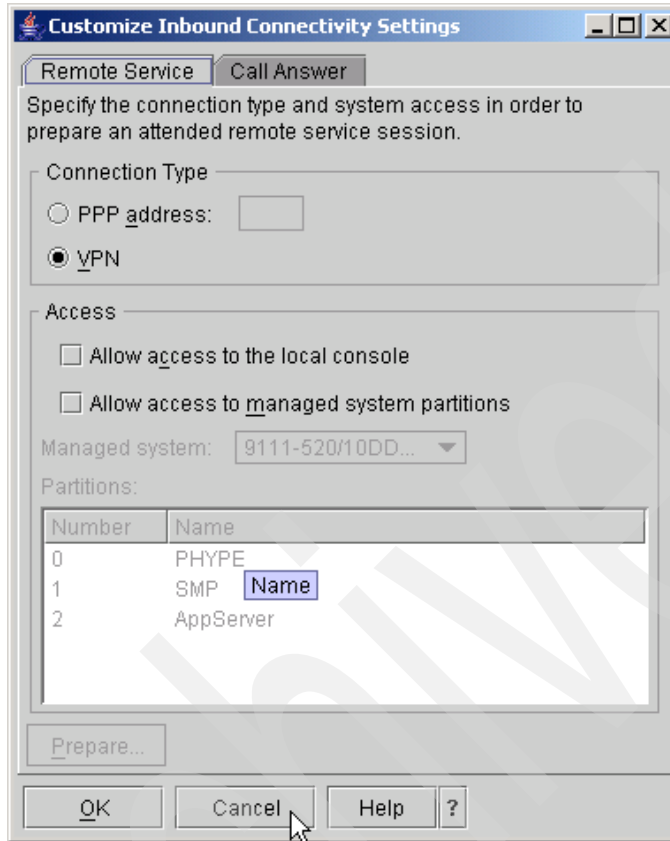 Customize Inbound Connectivity Settings
Remote Service Call Answer
Specify the connection type and system access in order to
prepare an attended remote service session.
Connection Type
PPP address:
VPN
Access
Allow access to the local console
Allow access to managed system partitions
Managed system: 9111-520/10DD...
Partitions:
Number Name
0 PHYPE
1 SMP Name
2 AppServer
Prepare...
OK Cancel Help ?